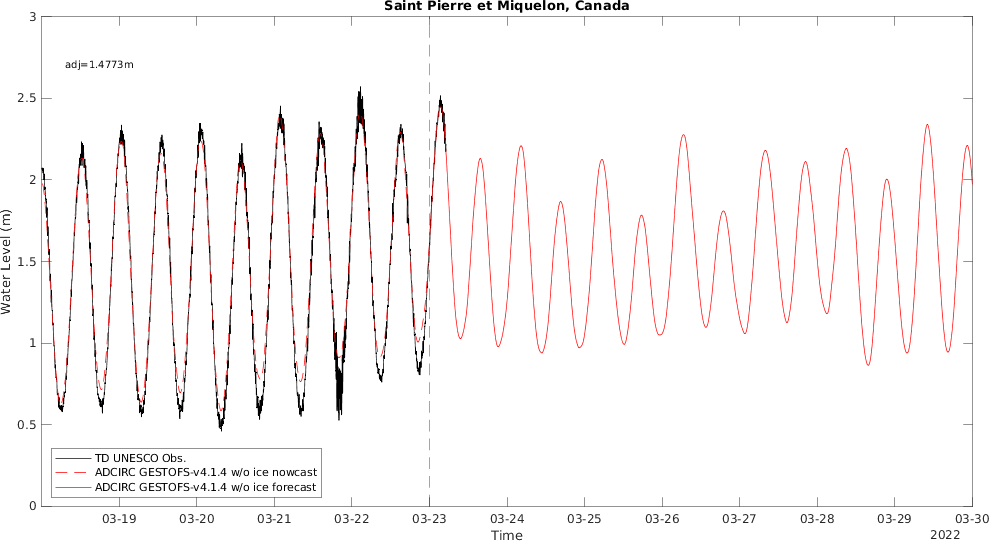 Saint Pierre et Miquelon, Canada
3
adj=1.4773m
2.5
2
1.5
1
0.5
0
Water Level (m)
TD UNESCO Obs.
ADCIRC GESTOFS-v4.1.4 w/o ice nowcast
ADCIRC GESTOFS-v4.1.4 w/o ice forecast
03-19 03-20 03-21 03-22 03-23 03-24 03-25 03-26 03-27 03-28 03-29 03-30
Time
2022